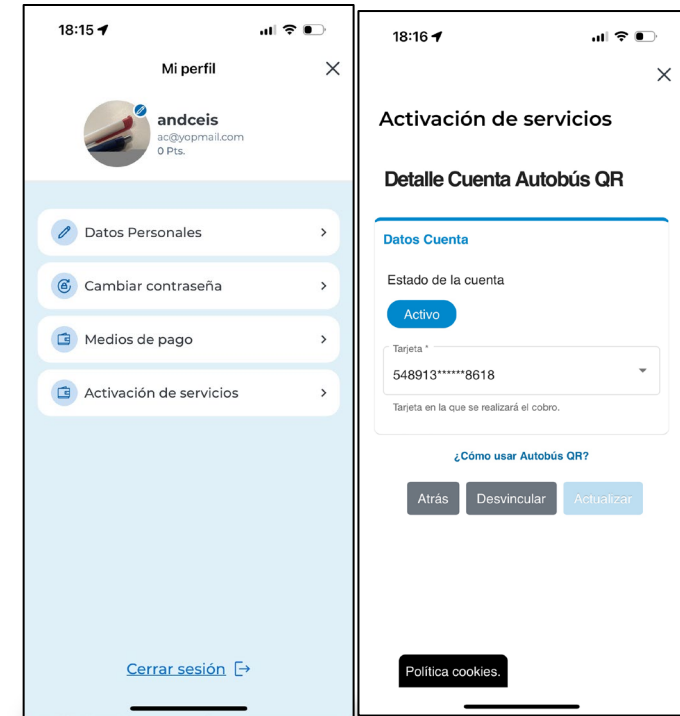 18:15
Mi perfil
andceis
ac@yopmail.com
0 Pts.
Datos Personales
Cambiar contraseña
Medios de pago
Activación de servicios
Cerrar sesión
18:16
Activación de servicios
Detalle Cuenta Autobús QR
Datos Cuenta
Estado de la cuenta
Activo
Tarjeta *
548913*****8618
Tarjeta en la que se realizará el cobro.
¿Cómo usar Autobús QR?
Atrás
Desvincular
Actualizar
Política cookies.